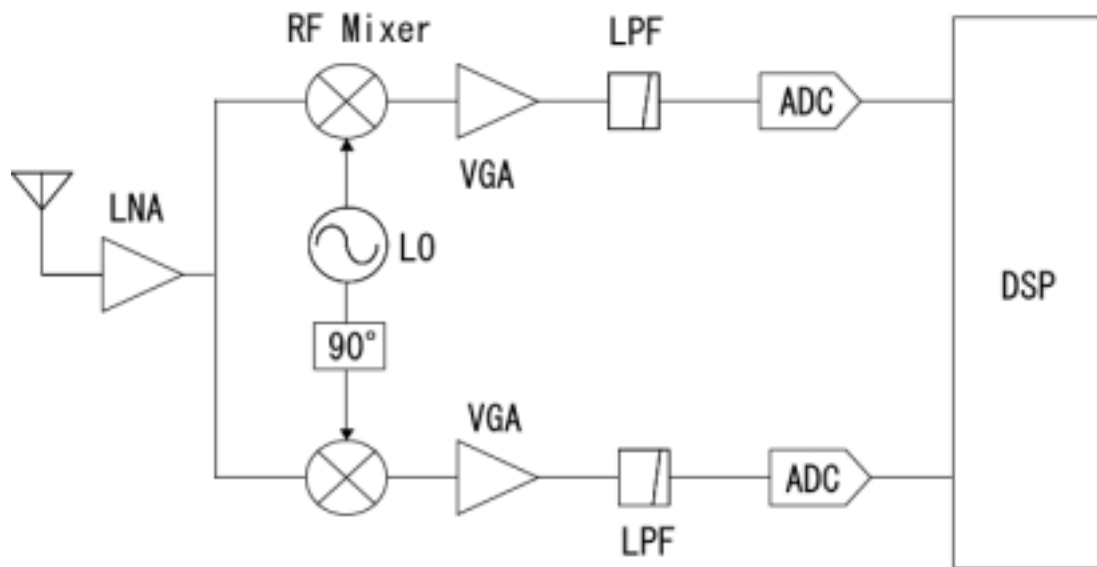 RF Mixer
LPF
ADC
VGA
LNA
LO
DSP
90°
VGA
ADC
LPF